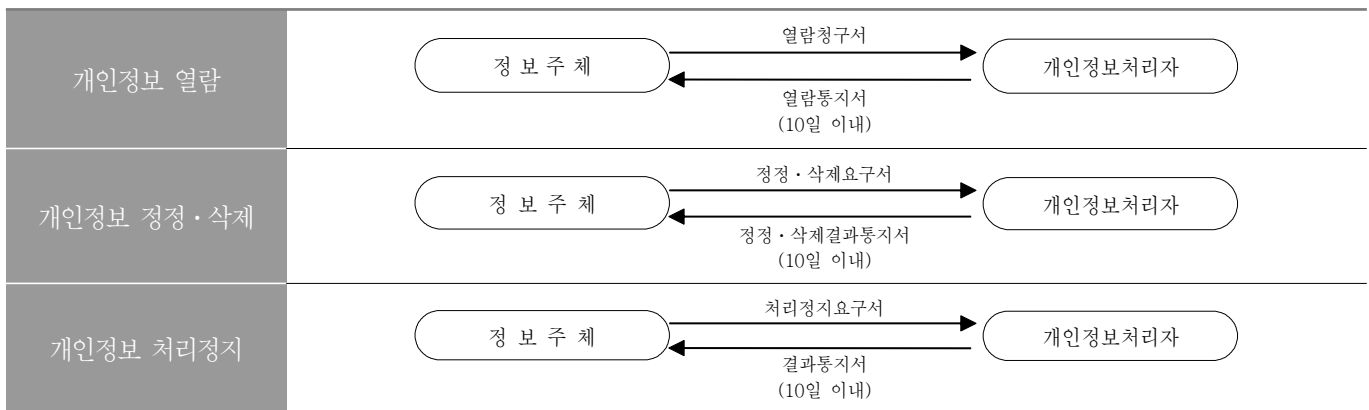 개인정보 열람
정 보 주 체
열람청구서
개인정보처리자
열람통지서
(10일 이내)
개인정보 정정・삭제
정 보 주 체
정정・삭제요구서
개인정보처리자
정정・삭제결과통지서
(10일 이내)
개인정보 처리정지
정 보 주 체
처리정지요구서
개인정보처리자
결과통지서
(10일 이내)